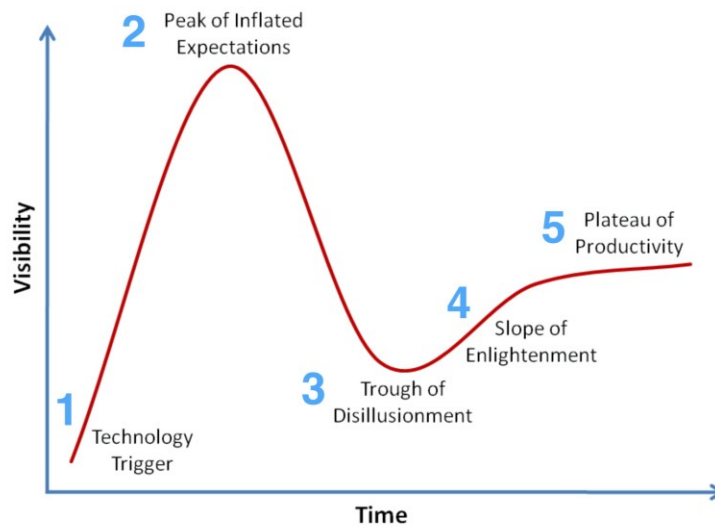 2
Peak of Inflated
Expectations
Visibility
5
Plateau of
Productivity
4
Slope of
Enlightenment
3
Trough of
Disillusionment
1
Technology
Trigger
Time